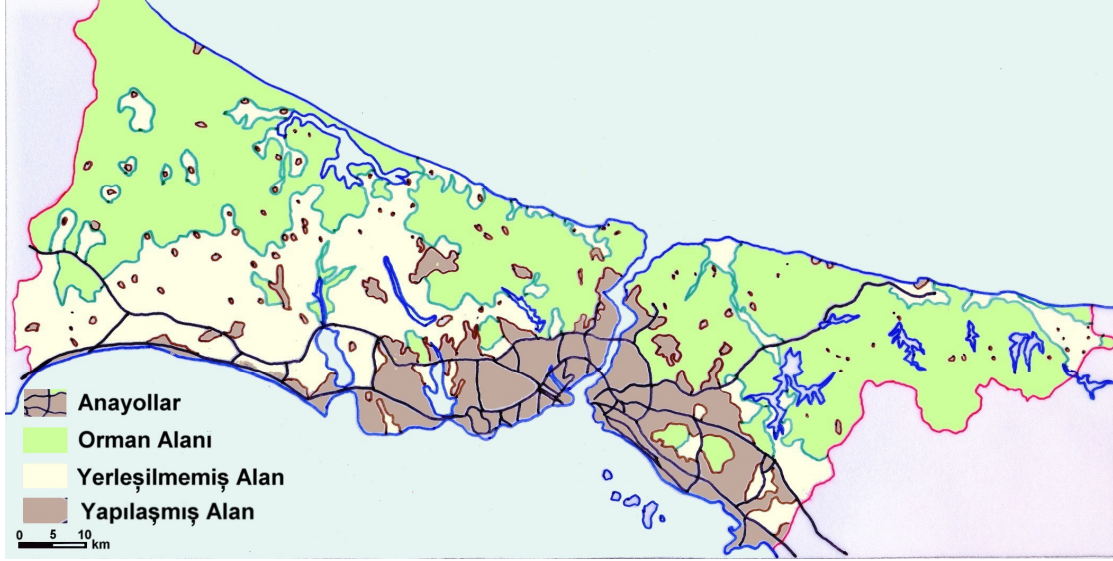 Anayollar
Orman Alanı
Yerleşilmemiş Alan
Yapılaşmış Alan
0 5 10
km